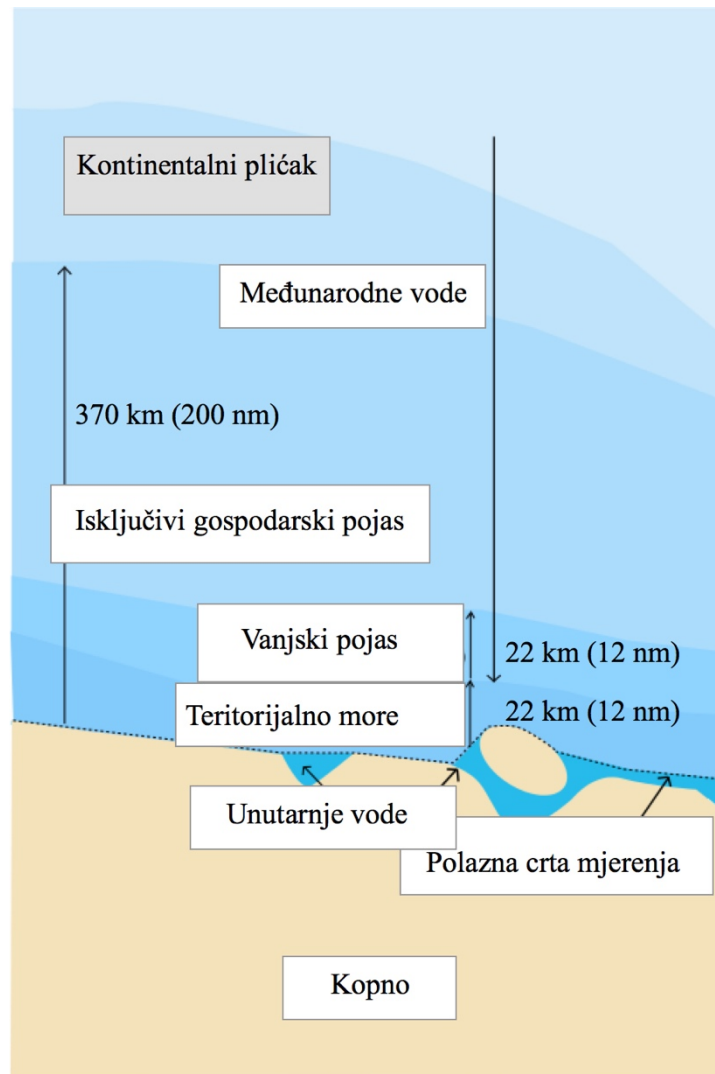 Kontinentalni plićak
Međunarodne vode
370 km (200 nm)
Isključivi gospodarski pojas
Vanjski pojas
22 km (12 nm)
Teritorijalno more
22 km (12 nm)
Unutarnje vode
Polazna crta mjerenja
Kopno